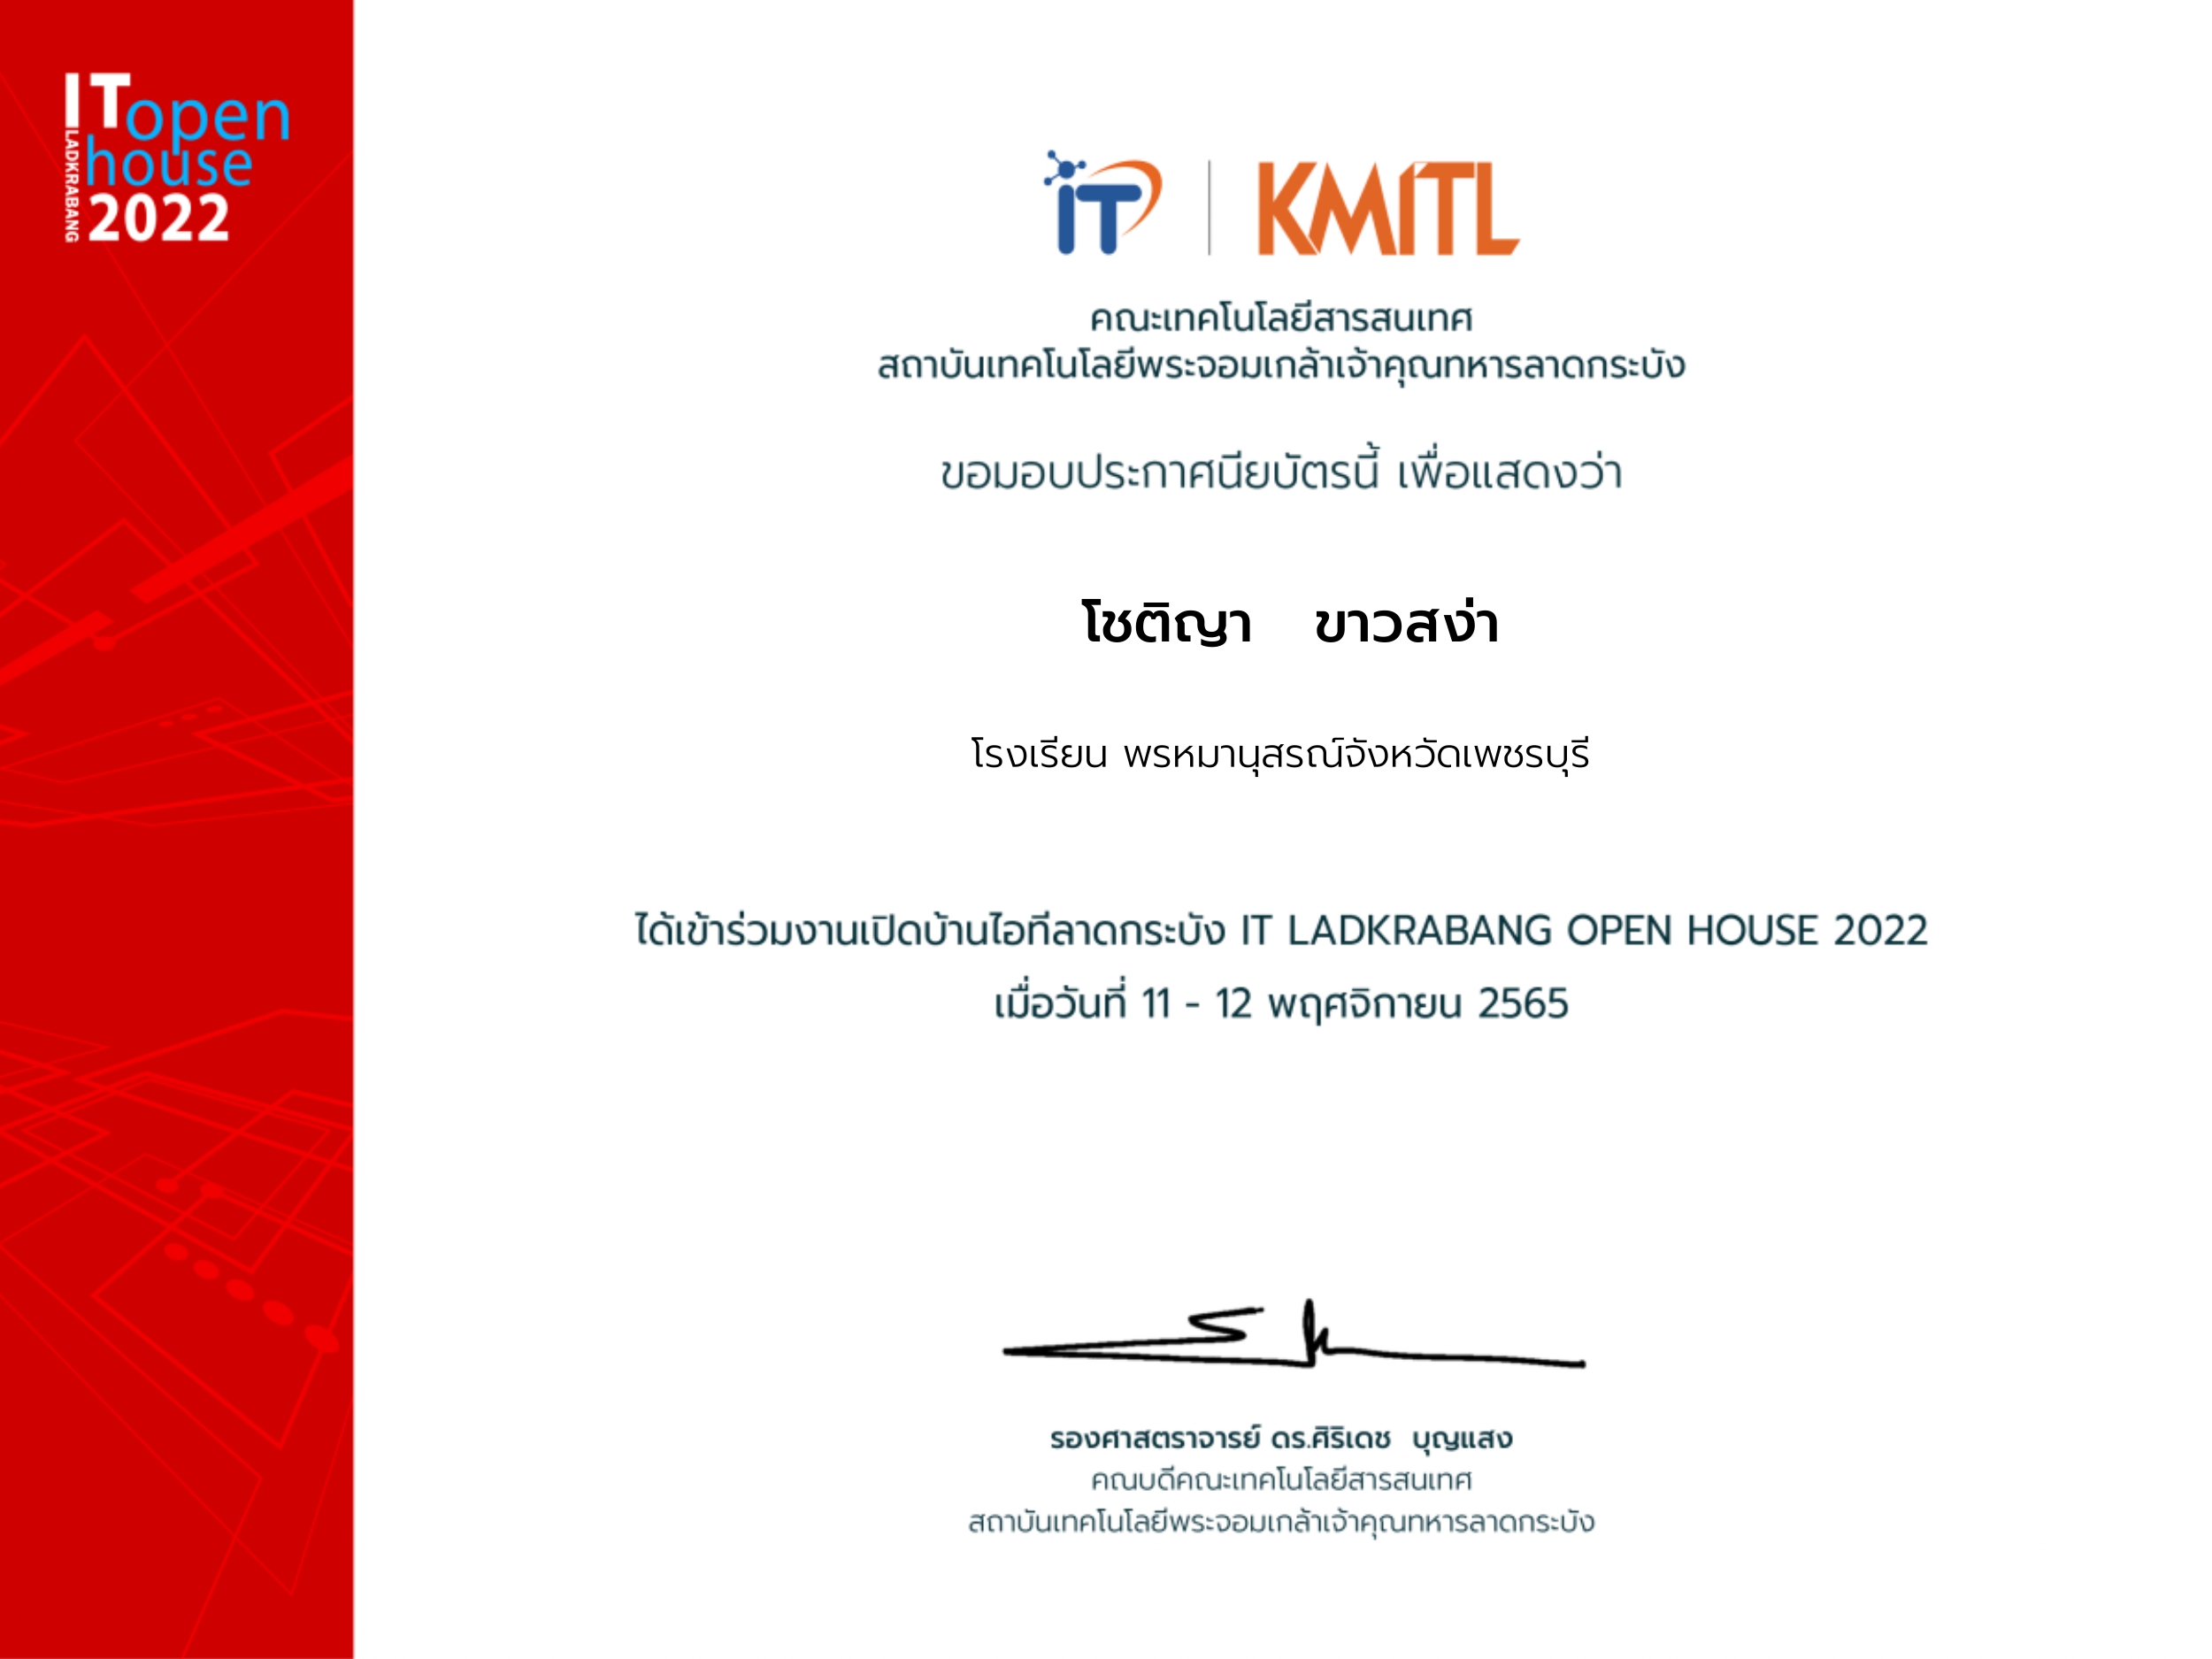 IT open
house
LADKRABANG
2022
iT
KMITL
คณะเทคโนโลยีสารสนเทศ
สถาบันเทคโนโลยีพระจอมเกล้าเจ้าคุณทหารลาดกระบัง
ขอมอบประกาศนียบัตรนี้ เพื่อแสดงว่า
โชติญา ขาวสง่า
โรงเรียน พรหมานุสรณ์จังหวัดเพชรบุรี
ได้เข้าร่วมงานเปิดบ้านไอทีลาดกระบัง IT LADKRABANG OPEN HOUSE 2022
เมื่อวันที่ 11 - 12 พฤศจิกายน 2565
รองศาสตราจารย์ ดร.ศิริเดช บุญแสง
คณบดีคณะเทคโนโลยีสารสนเทศ
สถาบันเทคโนโลยีพระจอมเกล้าเจ้าคุณทหารลาดกระบัง